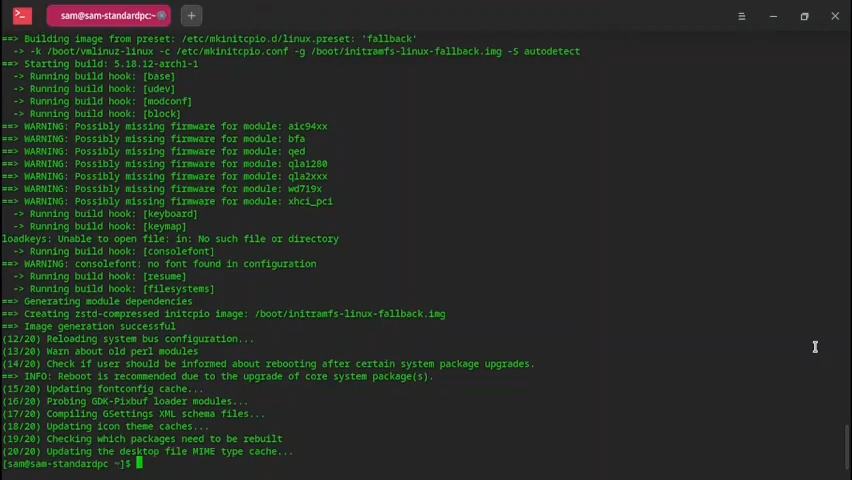 sam@sam-standardpc:~
==> Building image from preset: /etc/mkinitcpio.d/linux.preset: 'fallback'
  -> -k /boot/vmlinuz-linux -c /etc/mkinitcpio.conf -g /boot/initramfs-linux-fallback.img -S autodetect
==> Starting build: 5.18.12-arch1-1
  -> Running build hook: [base]
  -> Running build hook: [udev]
  -> Running build hook: [modconf]
  -> Running build hook: [block]
==> WARNING: Possibly missing firmware for module: aic94xx
==> WARNING: Possibly missing firmware for module: bfa
==> WARNING: Possibly missing firmware for module: qed
==> WARNING: Possibly missing firmware for module: qla1280
==> WARNING: Possibly missing firmware for module: qla2xxx
==> WARNING: Possibly missing firmware for module: wd719x
==> WARNING: Possibly missing firmware for module: xhci_pci
  -> Running build hook: [keyboard]
  -> Running build hook: [keymap]
loadkeys: Unable to open file: in: No such file or directory
  -> Running build hook: [consolefont]
==> WARNING: consolefont: no font found in configuration
  -> Running build hook: [resume]
  -> Running build hook: [filesystems]
==> Generating module dependencies
==> Creating zstd-compressed initcpio image: /boot/initramfs-linux-fallback.img
==> Image generation successful
(12/20) Reloading system bus configuration...
(13/20) Warn about old perl modules
(14/20) Check if user should be informed about rebooting after certain system package upgrades.
==> INFO: Reboot is recommended due to the upgrade of core system package(s).
(15/20) Updating fontconfig cache...
(16/20) Probing GDK-Pixbuf loader modules...
(17/20) Compiling GSettings XML schema files...
(18/20) Updating icon theme caches...
(19/20) Checking which packages need to be rebuilt
(20/20) Updating the desktop file MIME type cache...
[sam@sam-standardpc ~]$